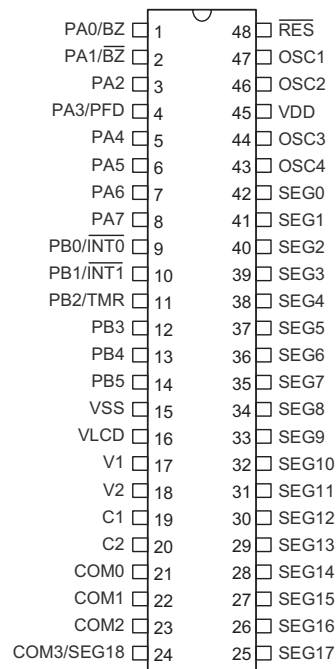 PA0/BZ 1 48 R̅E̅S̅
PA1/B̅Z̅ 2 47 OSC1
PA2 3 46 OSC2
PA3/PFD 4 45 VDD
PA4 5 44 OSC3
PA5 6 43 OSC4
PA6 7 42 SEG0
PA7 8 41 SEG1
PB0/I̅N̅T̅0̅ 9 40 SEG2
PB1/I̅N̅T̅1̅ 10 39 SEG3
PB2/TMR 11 38 SEG4
PB3 12 37 SEG5
PB4 13 36 SEG6
PB5 14 35 SEG7
VSS 15 34 SEG8
VLCD 16 33 SEG9
V1 17 32 SEG10
V2 18 31 SEG11
C1 19 30 SEG12
C2 20 29 SEG13
COM0 21 28 SEG14
COM1 22 27 SEG15
COM2 23 26 SEG16
COM3/SEG18 24 25 SEG17